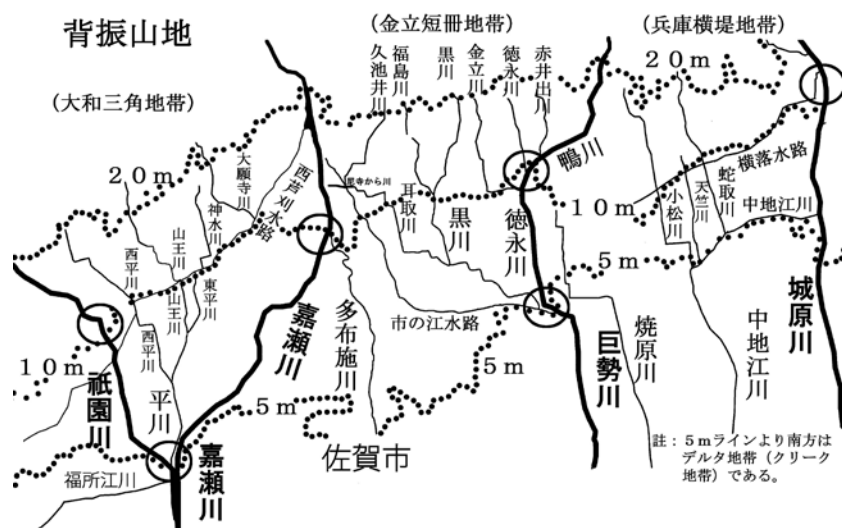 背振山地
(大和三角地帯)
(金立短冊地帯)
(兵庫横堤地帯)
久池井川
福島川
黒川
金立川
徳永川
赤井出川
20m
20m
大願寺川
神水川
山王川
西平川
西芦刈水路
耳取川
黒川
徳永川
鴨川
横落水路
小松川
天竺川
蛇取川
中地江川
10m
5m
城原川
東平川
山王川
西平川
嘉瀬川
多布施川
市の江水路
巨勢川
焼原川
中地江川
10m
祇園川
平川
5m
5m
嘉瀬川
佐賀市
福所江川
註:5mラインより南方は
デルタ地帯(クリーク
地帯)である。